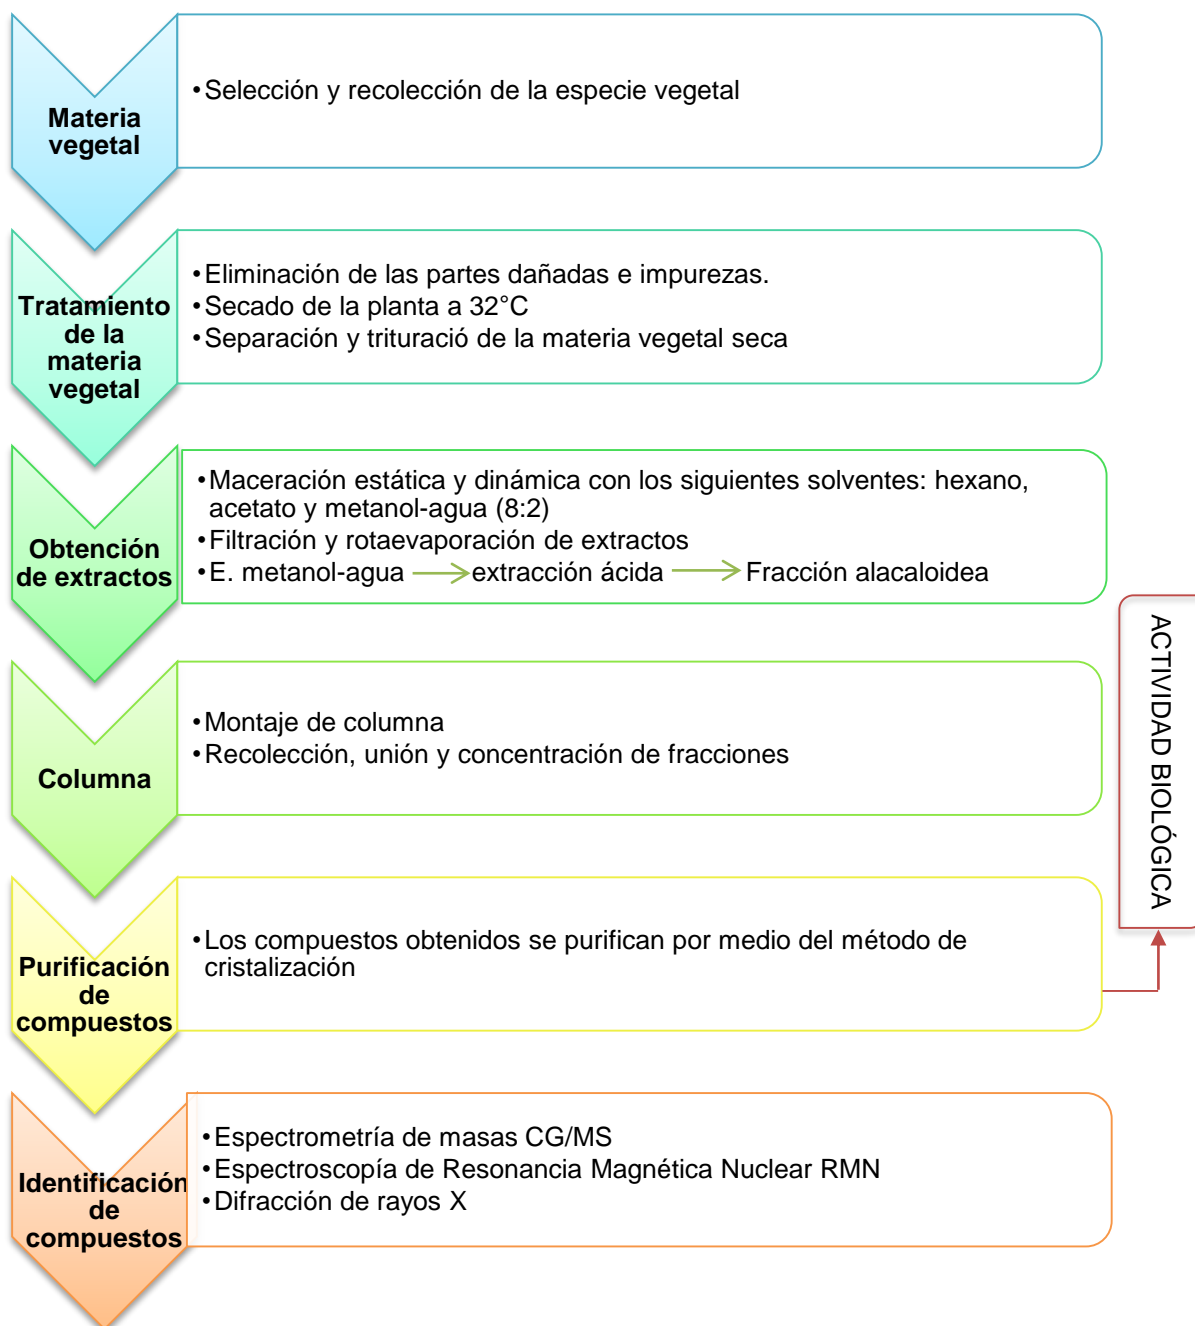 Materia
vegetal
•Selección y recolección de la especie vegetal
Tratamiento
de la
materia
vegetal
•Eliminación de las partes dañadas e impurezas.
•Secado de la planta a 32°C
•Separación y trituració de la materia vegetal seca
Obtención
de extractos
•Maceración estática y dinámica con los siguientes solventes: hexano,
acetato y metanol-agua (8:2)
•Filtración y rotaevaporación de extractos
•E. metanol-agua → extracción ácida → Fracción alacaloidea
ACTIVIDAD BIOLÓGICA
Columna
•Montaje de columna
•Recolección, unión y concentración de fracciones
Purificación
de
compuestos
•Los compuestos obtenidos se purifican por medio del método de
cristalización
Identificación
de
compuestos
•Espectrometría de masas CG/MS
•Espectroscopía de Resonancia Magnética Nuclear RMN
•Difracción de rayos X